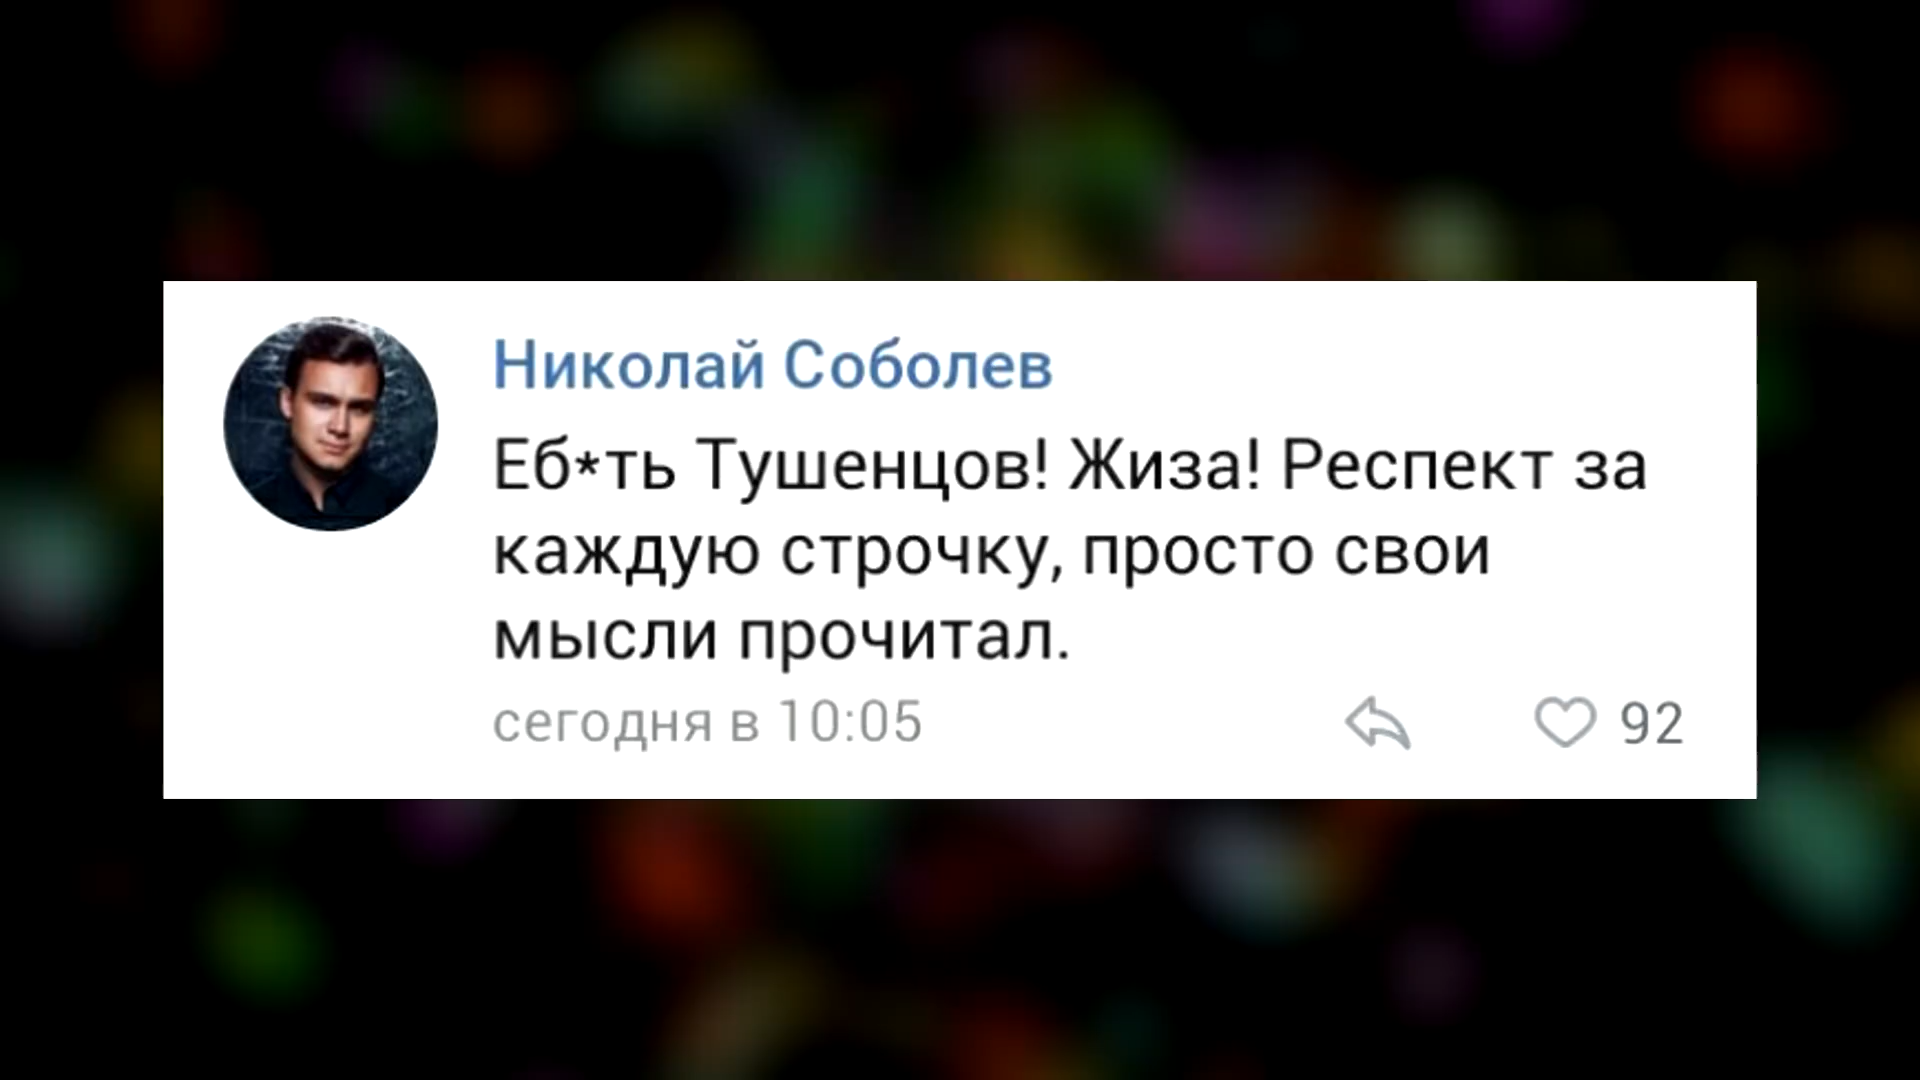 Николай Соболев
Еб*ть Тушенцов! Жиза! Респект за
каждую строчку, просто свои
мысли прочитал.
сегодня в 10:05
92